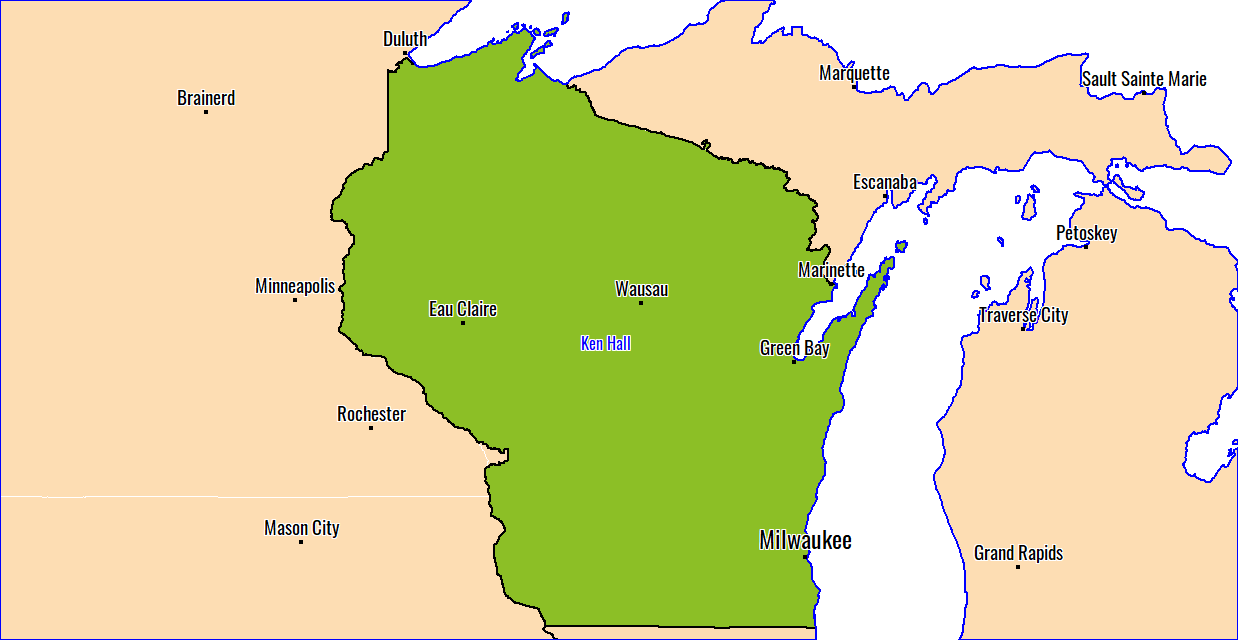 Duluth
Marquette
Sault Sainte Marie
Brainerd
Escanaba
Petoskey
Marinette
Minneapolis
Wausau
Eau Claire
Traverse City
Ken Hall
Green Bay
Rochester
Mason City
Milwaukee
Grand Rapids